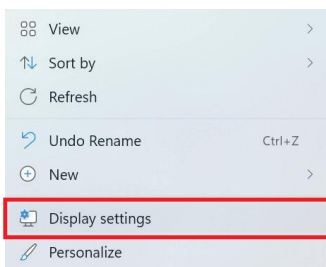 View
Sort by
Refresh
Undo Rename Ctrl+Z
New
Display settings
Personalize